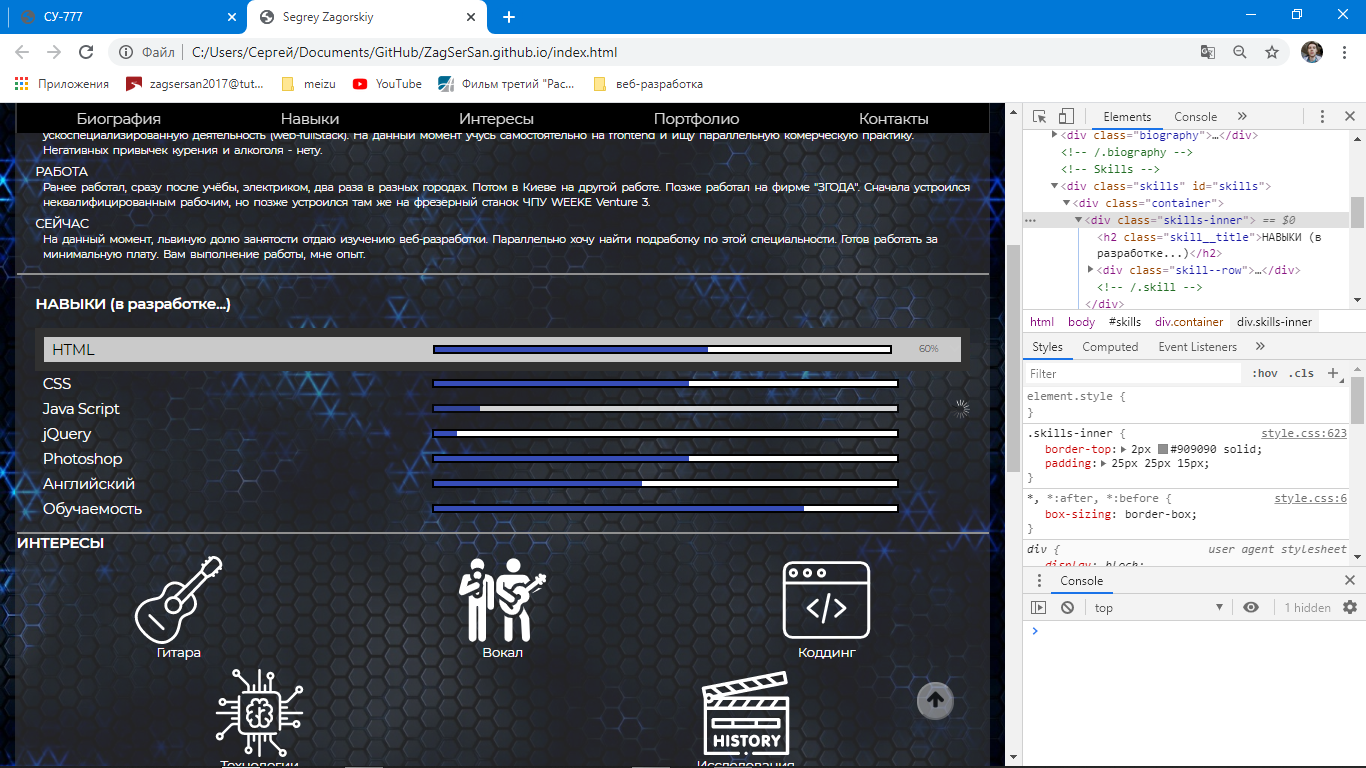 СУ-777
Segrey Zagorskiy
Файл C:/Users/Сергей/Documents/GitHub/ZagSerSan.github.io/index.html
Приложения zagsersan2017@tut... meizu YouTube Фильм третий "Рас... веб-разработка
Биография Навыки Интересы Портфолио Контакты
ускоспециализированную деятельность (web-fullstack). На данный момент учусь самостоятельно на frontend и ищу параллельную комерческую практику.
Негативных привычек курения и алкоголя - нету.
РАБОТА
Ранее работал, сразу после учёбы, электриком, два раза в разных городах. Потом в Киеве на другой работе. Позже работал на фирме "ЗГОДА". Сначала устроился
неквалифицированным рабочим, но позже устроился там же на фрезерный станок ЧПУ WEEKE Venture 3.
СЕЙЧАС
На данный момент, львиную долю занятости отдаю изучению веб-разработки. Параллельно хочу найти подработку по этой специальности. Готов работать за
минимальную плату. Вам выполнение работы, мне опыт.
НАВЫКИ (в разработке...)
HTML 60%
CSS
Java Script
jQuery
Photoshop
Английский
Обучаемость
ИНТЕРЕСЫ
Гитара Вокал Коддинг
HISTORY
Технологии Исследования
Elements Console
<div class="biography">…</div>
<!-- /.biography -->
<!-- Skills -->
<div class="skills" id="skills">
<div class="container">
<div class="skills-inner"> == $0
<h2 class="skill__title">НАВЫКИ (в
разработке...)</h2>
<div class="skill--row">…</div>
<!-- /.skill -->
</div>
html body #skills div.container div.skills-inner
Styles Computed Event Listeners
Filter :hov .cls +
element.style {
}
.skills-inner { style.css:623
border-top: 2px #909090 solid;
padding: 25px 25px 15px;
}
*, *:after, *:before { style.css:6
box-sizing: border-box;
}
div { user agent stylesheet
display: block;
Console
top 1 hidden